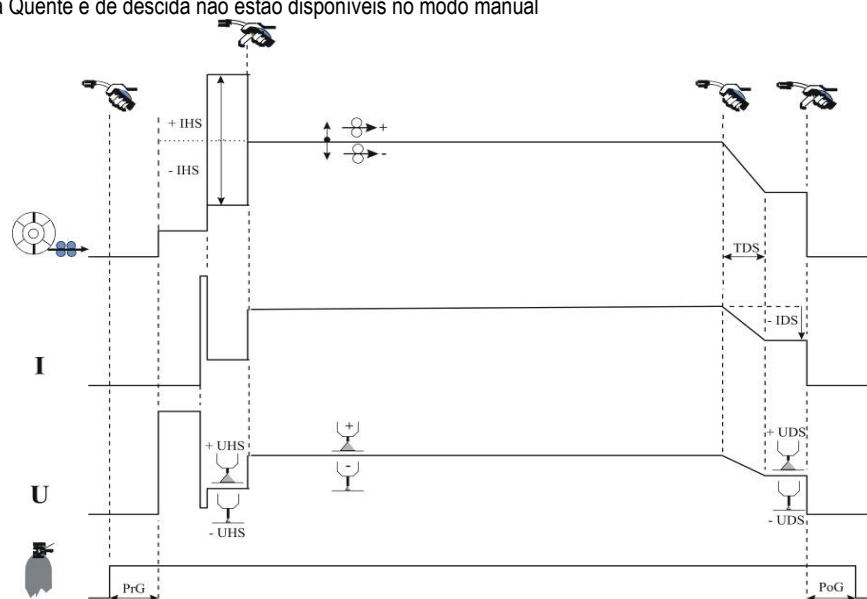 Quente e de descida não estão disponíveis no modo manual
+ IHS
+
-
- IHS
TDS
- IDS
I
+ UHS
+
-
- UHS
+ UDS
- UDS
U
PrG
PoG